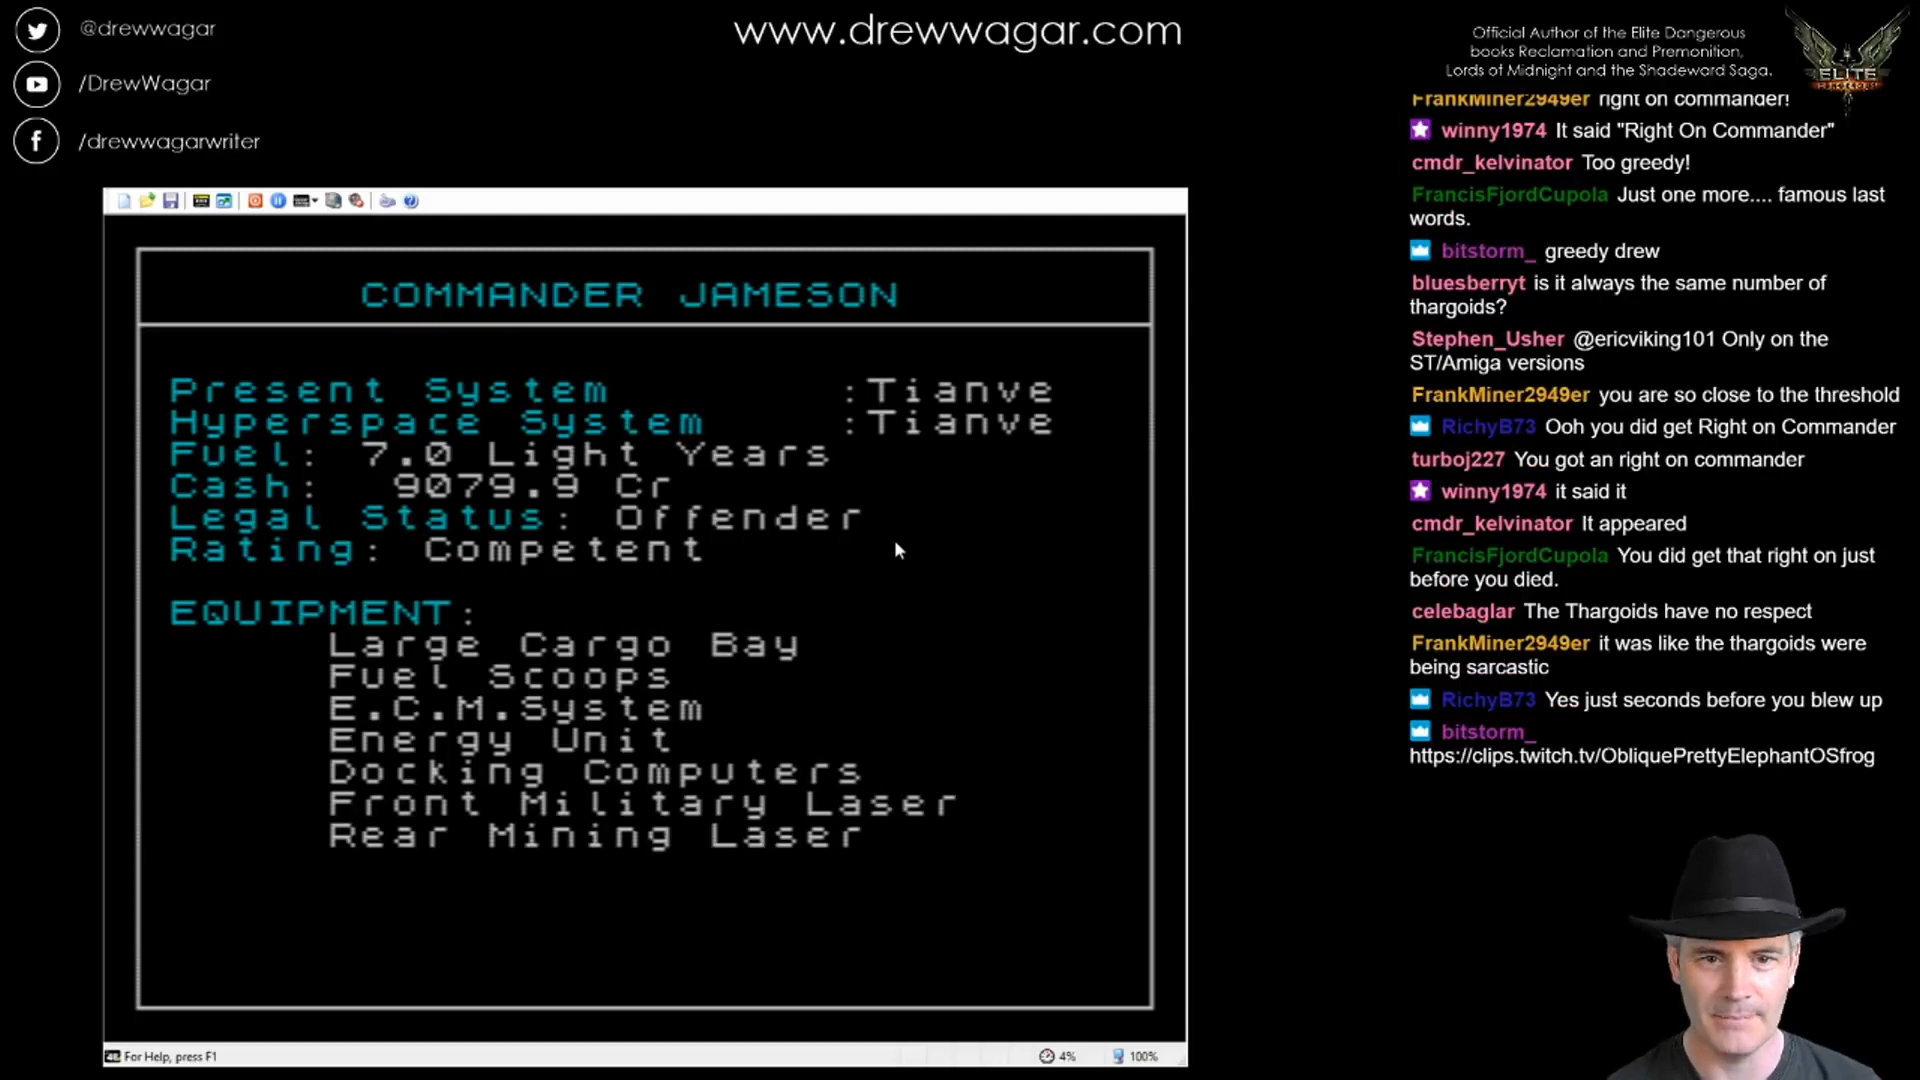 @drewwagar
/DrewWagar
/drewwagarwriter
www.drewwagar.com
Official Author of the Elite Dangerous
books Reclamation and Premonition,
Lords of Midnight and the Shadeward Saga.
ELITE
COMMANDER JAMESON
Present System :Tianve
Hyperspace System :Tianve
Fuel: 7.0 Light Years
Cash: 9079.9 Cr
Legal Status: Offender
Rating: Competent
EQUIPMENT:
Large Cargo Bay
Fuel Scoops
E.C.M.System
Energy Unit
Docking Computers
Front Military Laser
Rear Mining Laser
For Help, press F1
4%
100%
FrankMiner2949er right on commander!
winny1974 It said "Right On Commander"
cmdr_kelvinator Too greedy!
FrancisFjordCupola Just one more.... famous last
words.
bitstorm_ greedy drew
bluesberryt is it always the same number of
thargoids?
Stephen_Usher @ericviking101 Only on the
ST/Amiga versions
FrankMiner2949er you are so close to the threshold
RichyB73 Ooh you did get Right on Commander
turboj227 You got an right on commander
winny1974 it said it
cmdr_kelvinator It appeared
FrancisFjordCupola You did get that right on just
before you died.
celebaglar The Thargoids have no respect
FrankMiner2949er it was like the thargoids were
being sarcastic
RichyB73 Yes just seconds before you blew up
bitstorm_
https://clips.twitch.tv/ObliquePrettyElephantOSfrog